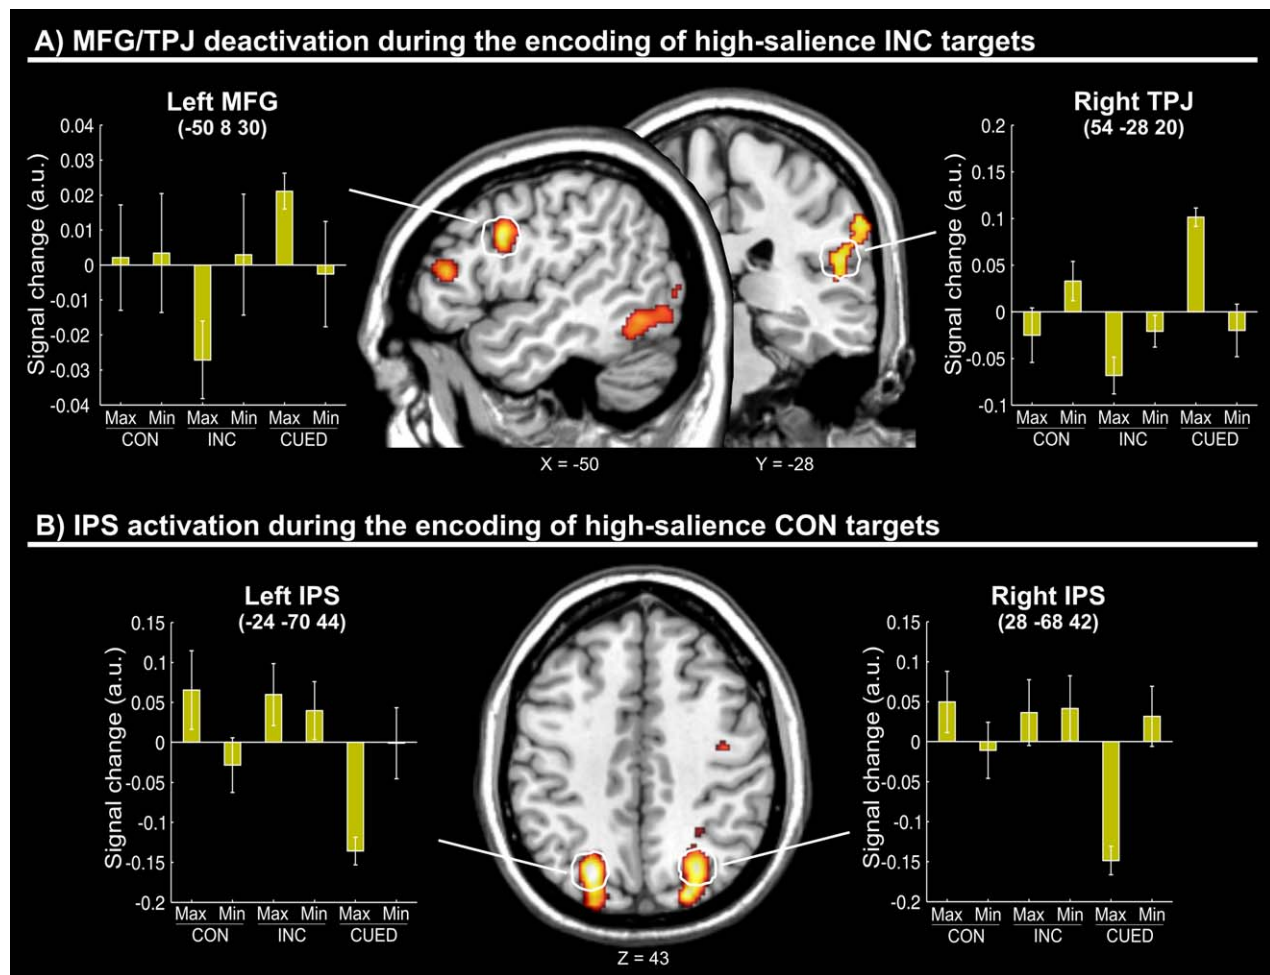 A) MFG/TPJ deactivation during the encoding of high-salience INC targets
Left MFG
(-50 8 30)
Signal change (a.u.)
0.04
0.03
0.02
0.01
0
-0.01
-0.02
-0.03
-0.04
Max Min Max Min Max Min
CON INC CUED
X = -50
Y = -28
Right TPJ
(54 -28 20)
Signal change (a.u.)
0.2
0.15
0.1
0.05
0
-0.05
-0.1
Max Min Max Min Max Min
CON INC CUED
B) IPS activation during the encoding of high-salience CON targets
Left IPS
(-24 -70 44)
Signal change (a.u.)
0.15
0.1
0.05
0
-0.05
-0.1
-0.15
-0.2
Max Min Max Min Max Min
CON INC CUED
Z = 43
Right IPS
(28 -68 42)
Signal change (a.u.)
0.15
0.1
0.05
0
-0.05
-0.1
-0.15
-0.2
Max Min Max Min Max Min
CON INC CUED